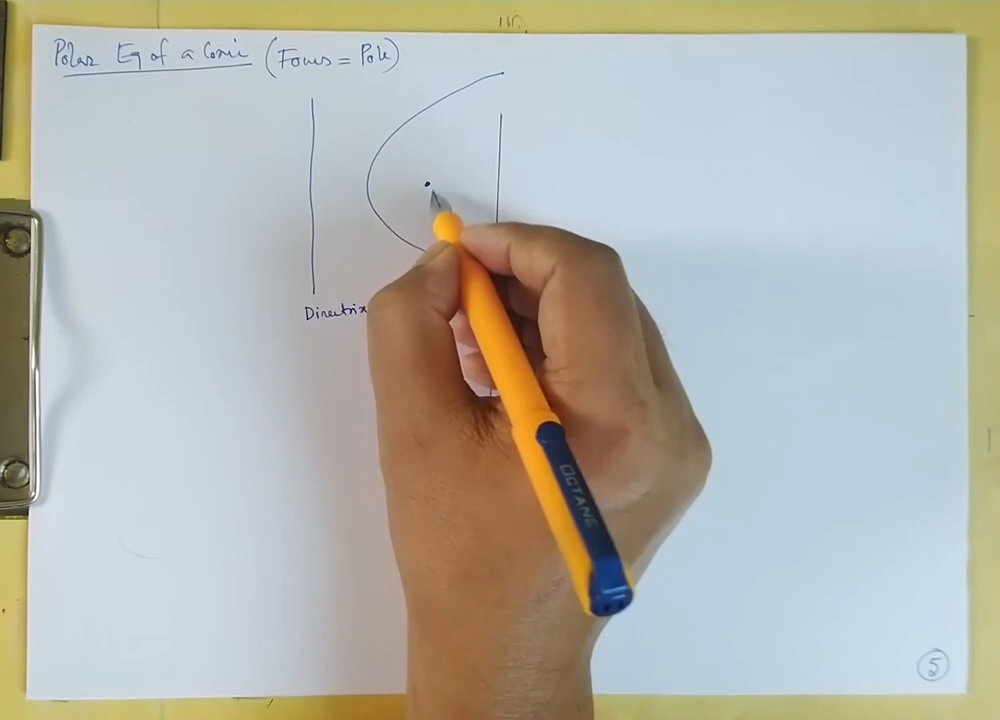 Polar Eq of a Conic (Focus = Pole)
Directrix
OCTANE
5